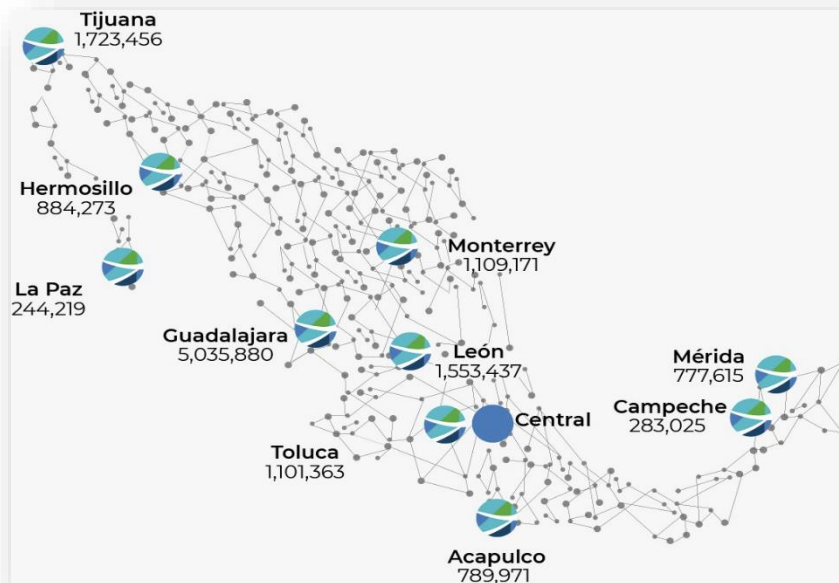 Tijuana
1,723,456
Hermosillo
884,273
La Paz
244,219
Monterrey
1,109,171
Guadalajara
5,035,880
León
1,553,437
Mérida
777,615
Campeche
283,025
Central
Toluca
1,101,363
Acapulco
789,971